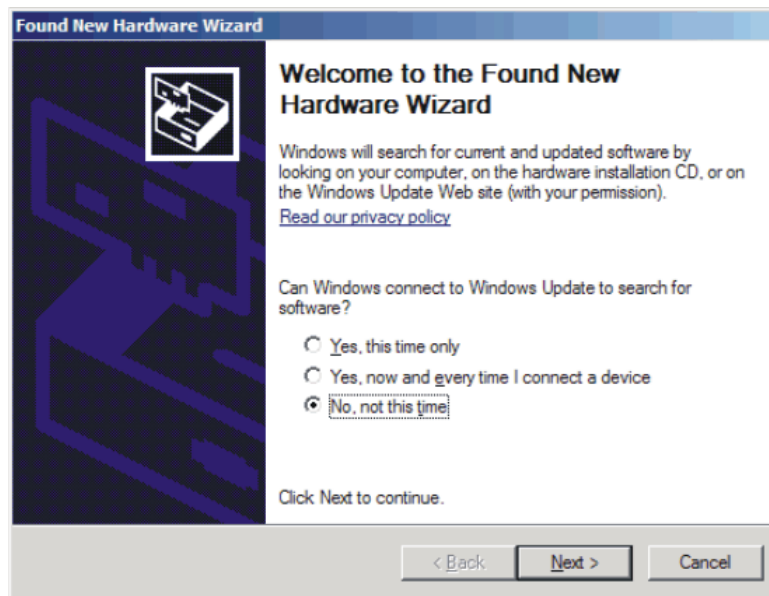 Found New Hardware Wizard
Welcome to the Found New
Hardware Wizard
Windows will search for current and updated software by
looking on your computer, on the hardware installation CD, or on
the Windows Update Web site (with your permission).
Read our privacy policy
Can Windows connect to Windows Update to search for
software?
Yes, this time only
Yes, now and every time I connect a device
No, not this time
Click Next to continue.
< Back
Next >
Cancel